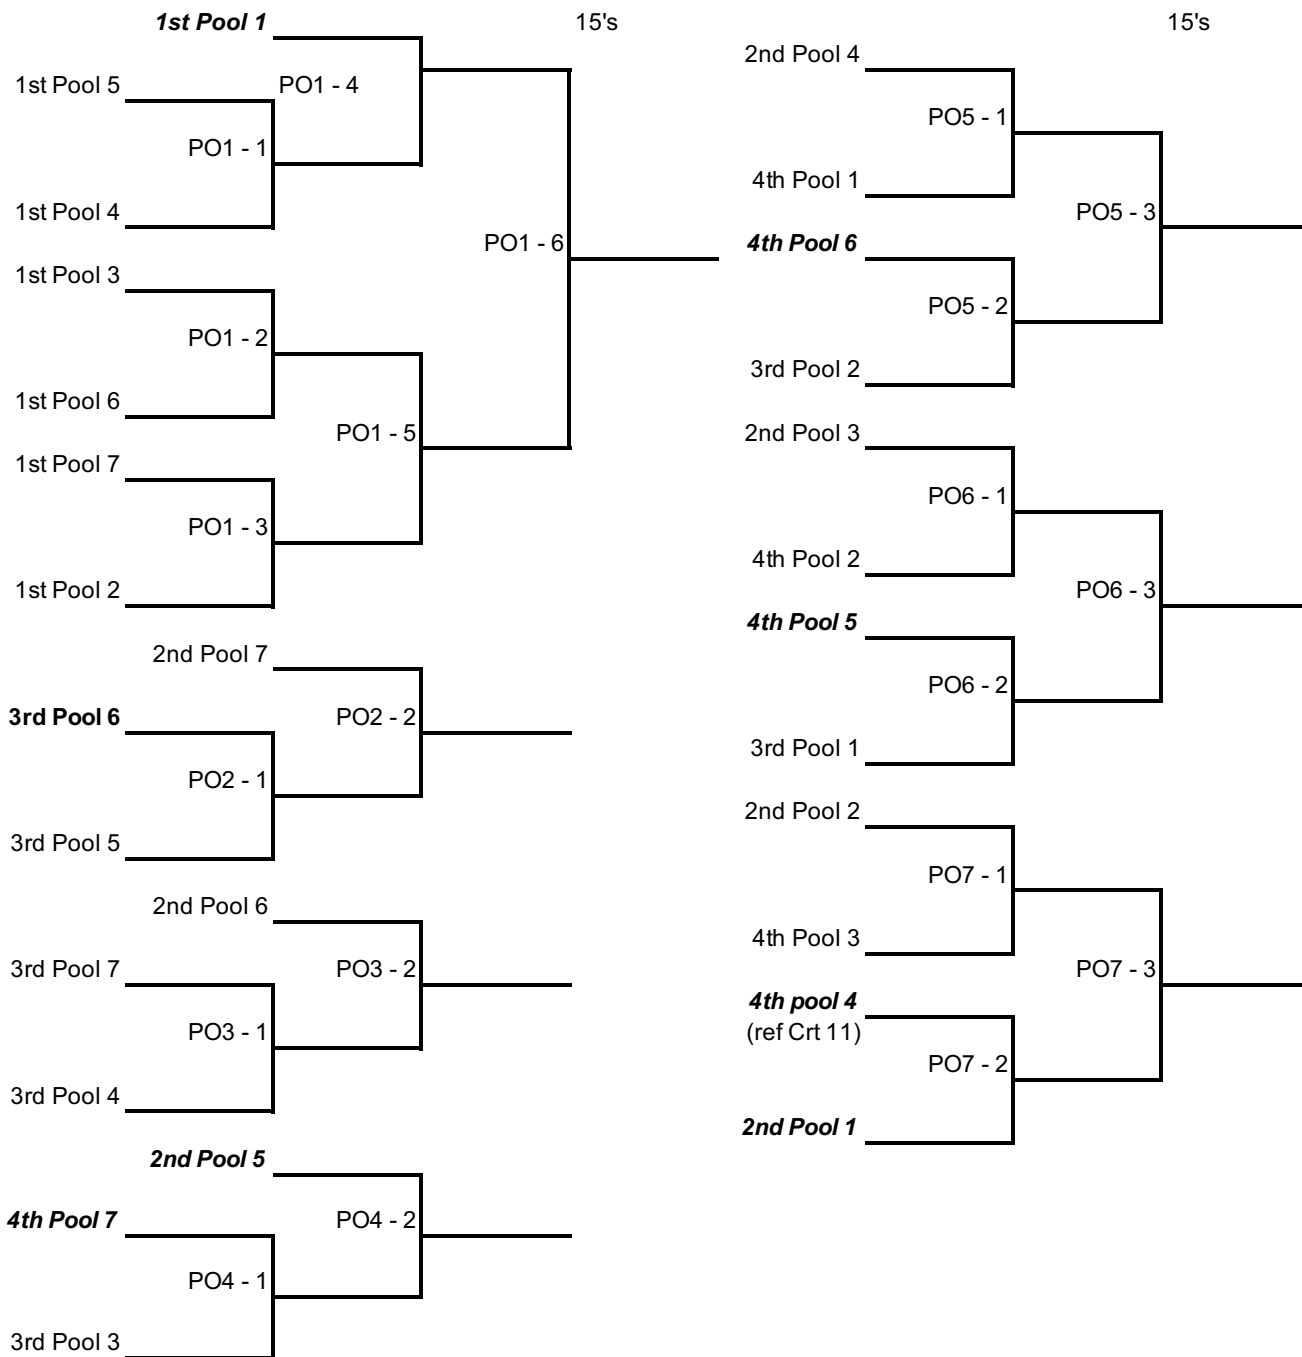 1st Pool 1
15's
1st Pool 5
PO1 - 4
PO1 - 1
1st Pool 4
PO1 - 6
1st Pool 3
PO1 - 2
1st Pool 6
PO1 - 5
1st Pool 7
PO1 - 3
1st Pool 2
2nd Pool 7
3rd Pool 6
PO2 - 2
PO2 - 1
3rd Pool 5
2nd Pool 6
3rd Pool 7
PO3 - 2
PO3 - 1
3rd Pool 4
2nd Pool 5
4th Pool 7
PO4 - 2
PO4 - 1
3rd Pool 3
15's
2nd Pool 4
PO5 - 1
4th Pool 1
PO5 - 3
4th Pool 6
PO5 - 2
3rd Pool 2
2nd Pool 3
PO6 - 1
4th Pool 2
PO6 - 3
4th Pool 5
PO6 - 2
3rd Pool 1
2nd Pool 2
PO7 - 1
4th Pool 3
PO7 - 3
4th pool 4
(ref Crt 11)
PO7 - 2
2nd Pool 1